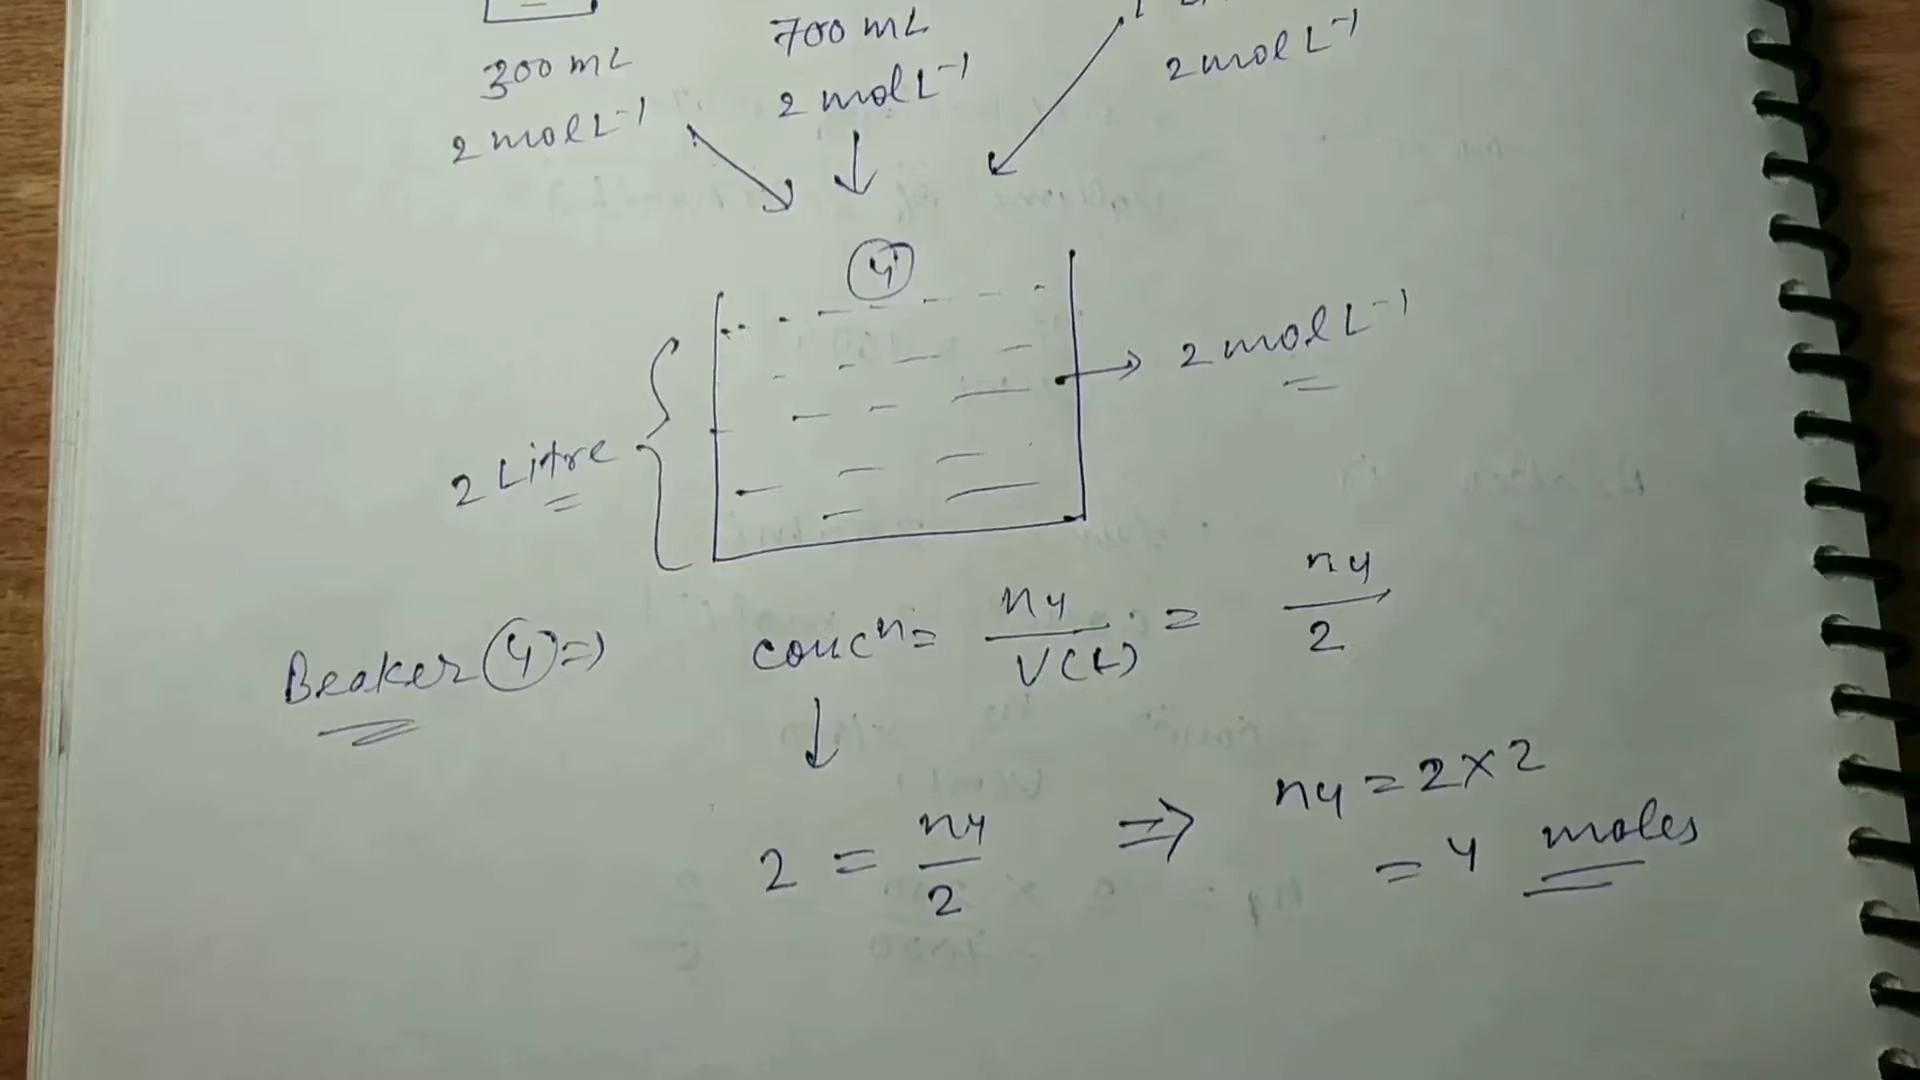 300 mL
2 mol L⁻¹
700 mL
2 mol L⁻¹
2 mol L⁻¹
4
2 Litre
2 mol L⁻¹
Beaker 4 ⇒ concⁿ = n4 / V(L) = n4 / 2
2 = n4 / 2 ⇒ n4 = 2 × 2
= 4 moles